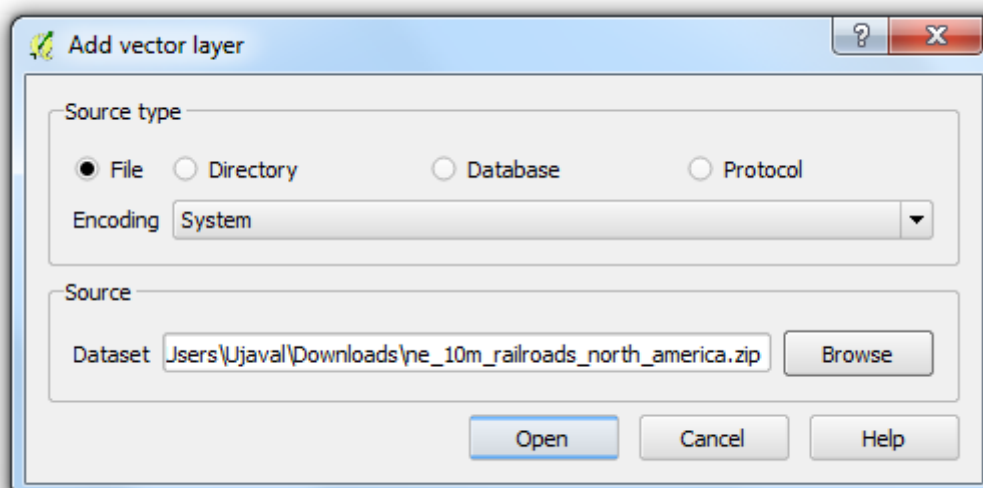 Add vector layer
Source type
File Directory Database Protocol
Encoding System
Source
Dataset Users\Ujaval\Downloads\ne_10m_railroads_north_america.zip Browse
Open Cancel Help